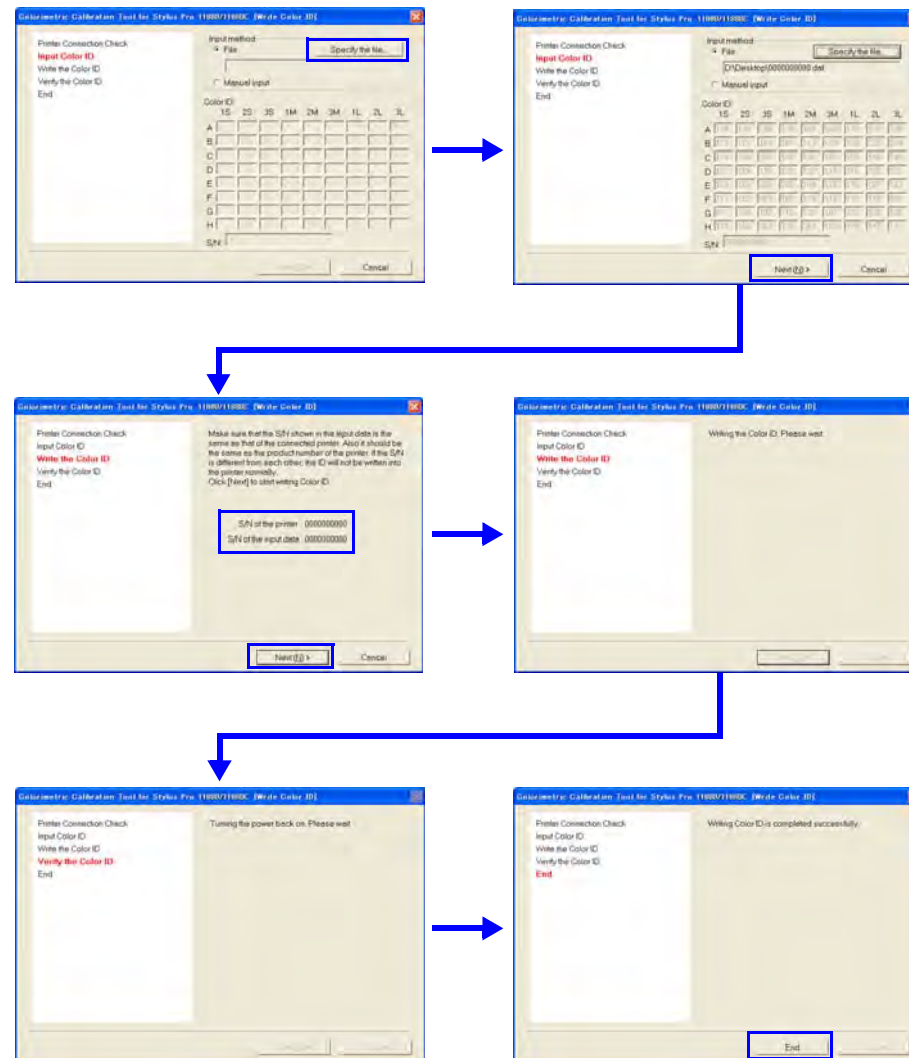 Colorimetric Calibration Tool for Stylus Pro 11880/11880C [Write Color ID]
Printer Connection Check
Input Color ID
Write the Color ID
Verify the Color ID
End
Input method
File
Specify the file...
Manual input
Color ID
1S 2S 3S 1M 2M 3M 1L 2L 3L
A
B
C
D
E
F
G
H
S/N
Cancel
Colorimetric Calibration Tool for Stylus Pro 11880/11880C [Write Color ID]
Printer Connection Check
Input Color ID
Write the Color ID
Verify the Color ID
End
Input method
File
Specify the file...
D:\Desktop\0000000000.dat
Manual input
Color ID
1S 2S 3S 1M 2M 3M 1L 2L 3L
A
B
C
D
E
F
G
H
S/N
Next (N) >
Cancel
Colorimetric Calibration Tool for Stylus Pro 11880/11880C [Write Color ID]
Printer Connection Check
Input Color ID
Write the Color ID
Verify the Color ID
End
Make sure that the S/N shown in the input data is the
same as that of the connected printer. Also it should be
the same as the product number of the printer. If the S/N
is different from each other, the ID will not be written into
the printer normally.
Click [Next] to start writing Color ID.
S/N of the printer 0000000000
S/N of the input data 0000000000
Next (N) >
Cancel
Colorimetric Calibration Tool for Stylus Pro 11880/11880C [Write Color ID]
Printer Connection Check
Input Color ID
Write the Color ID
Verify the Color ID
End
Writing the Color ID. Please wait
Colorimetric Calibration Tool for Stylus Pro 11880/11880C [Write Color ID]
Printer Connection Check
Input Color ID
Write the Color ID
Verify the Color ID
End
Turning the power back on. Please wait
Colorimetric Calibration Tool for Stylus Pro 11880/11880C [Write Color ID]
Printer Connection Check
Input Color ID
Write the Color ID
Verify the Color ID
End
Writing Color ID is completed successfully.
End